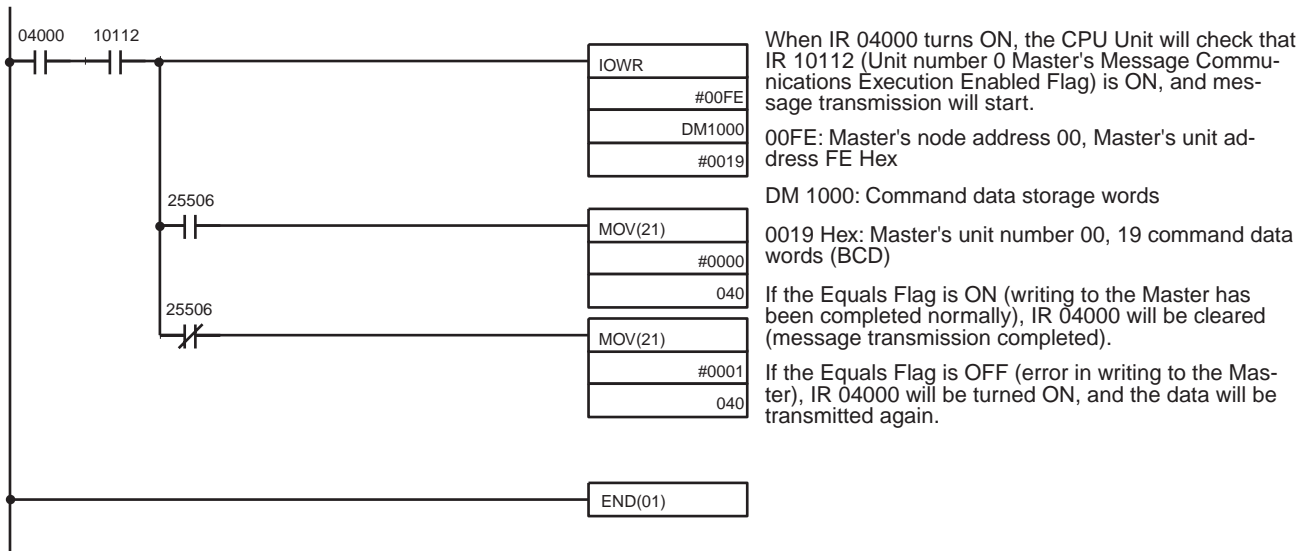 04000 10112
IOWR
#00FE
DM1000
#0019
25506
MOV(21)
#0000
040
25506
MOV(21)
#0001
040
END(01)
When IR 04000 turns ON, the CPU Unit will check that
IR 10112 (Unit number 0 Master's Message Commu-
nications Execution Enabled Flag) is ON, and mes-
sage transmission will start.
00FE: Master's node address 00, Master's unit ad-
dress FE Hex
DM 1000: Command data storage words
0019 Hex: Master's unit number 00, 19 command data
words (BCD)
If the Equals Flag is ON (writing to the Master has
been completed normally), IR 04000 will be cleared
(message transmission completed).
If the Equals Flag is OFF (error in writing to the Mas-
ter), IR 04000 will be turned ON, and the data will be
transmitted again.